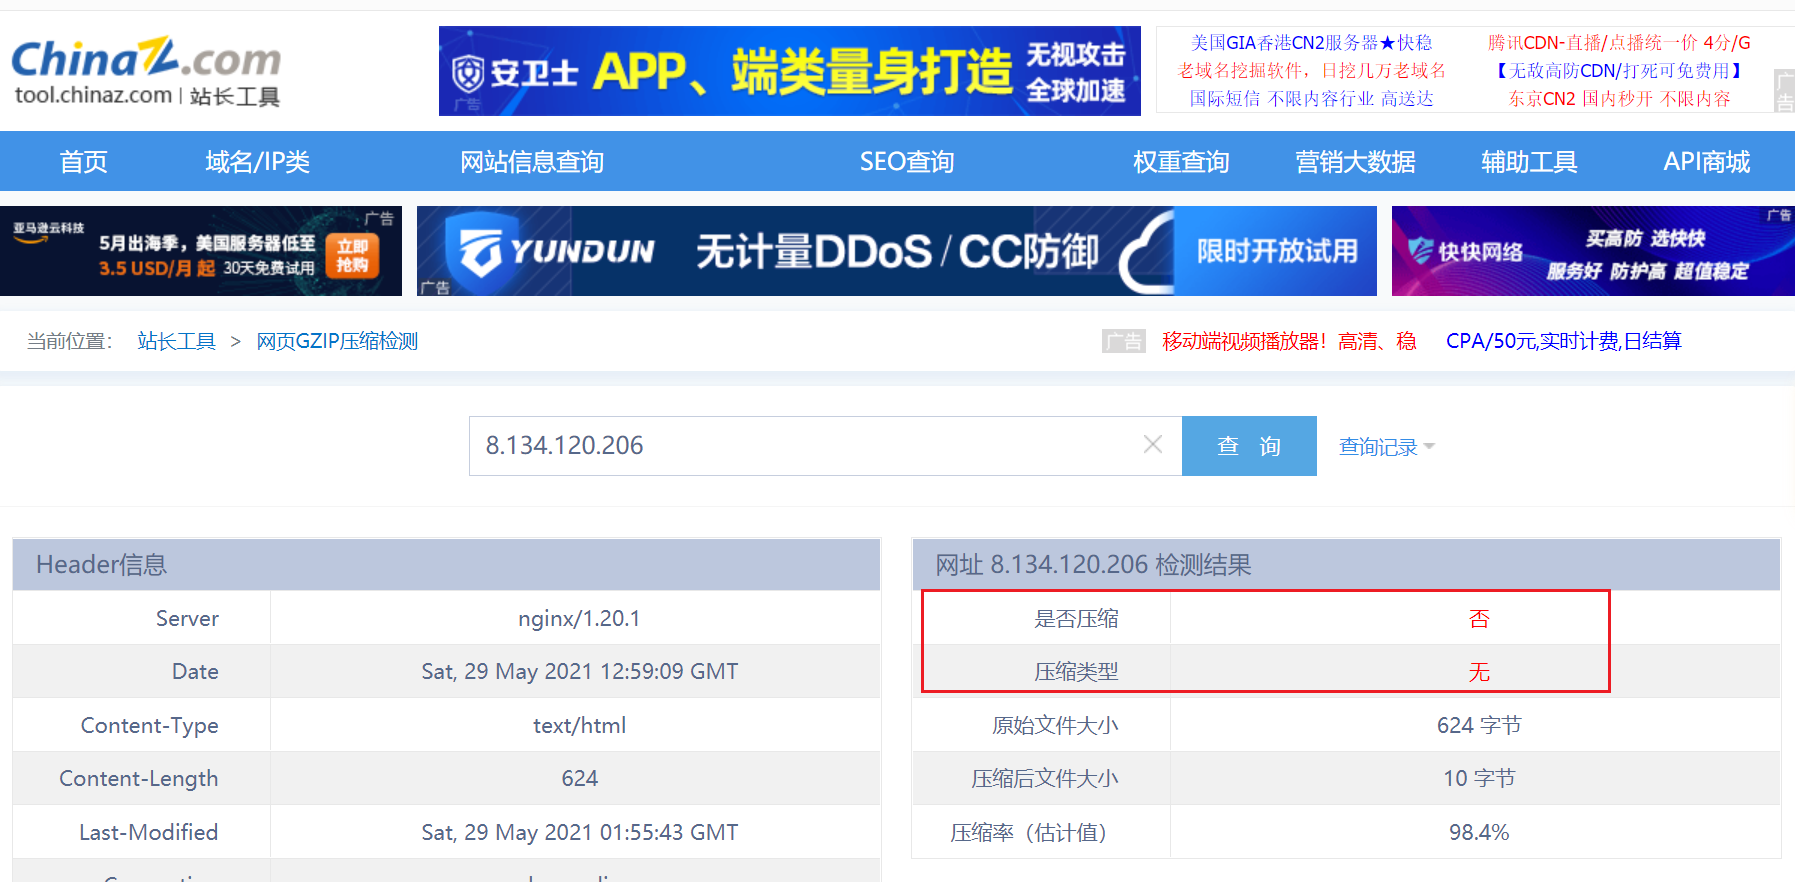 ChinaZ.com
tool.chinaz.com | 站长工具
安卫士 APP、端类量身打造 无视攻击 全球加速
广告
美国GIA香港CN2服务器★快稳
腾讯CDN-直播/点播统一价 4分/G
老域名挖掘软件，日挖几万老域名
【无敌高防CDN/打死可免费用】
国际短信 不限内容行业 高送达
东京CN2 国内秒开 不限内容
广告
首页 域名/IP类 网站信息查询 SEO查询 权重查询 营销大数据 辅助工具 API商城
亚马逊云科技
广告
5月出海季，美国服务器低至
3.5 USD/月 起 30天免费试用
立即抢购
YUNDUN 无计量DDoS/CC防御 限时开放试用
广告
广告
快快网络
买高防 选快快
服务好 防护高 超值稳定
当前位置： 站长工具 > 网页GZIP压缩检测
广告 移动端视频播放器！高清、稳 CPA/50元,实时计费,日结算
8.134.120.206
查 询
查询记录
Header信息
Server nginx/1.20.1
Date Sat, 29 May 2021 12:59:09 GMT
Content-Type text/html
Content-Length 624
Last-Modified Sat, 29 May 2021 01:55:43 GMT
网址 8.134.120.206 检测结果
是否压缩 否
压缩类型 无
原始文件大小 624 字节
压缩后文件大小 10 字节
压缩率（估计值） 98.4%